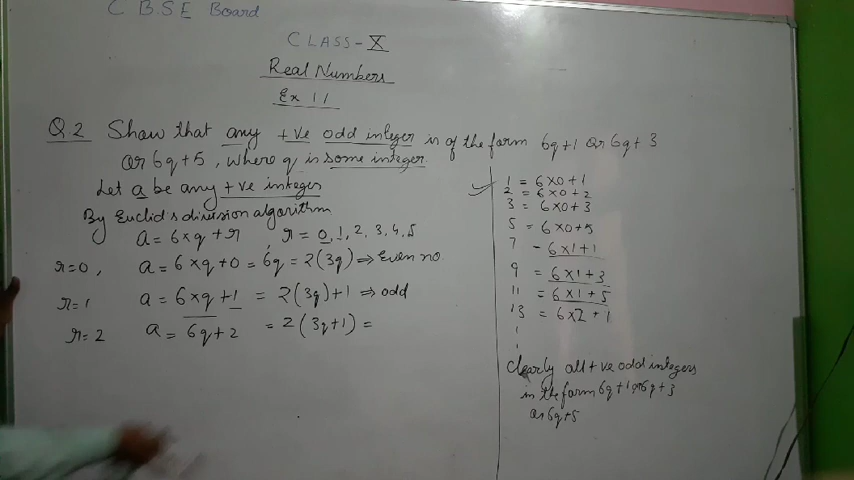 CBSE Board
CLASS-X
Real Numbers
Ex 1.1
Q2 Show that any +ve odd integer is of the form 6q+1 or 6q+3
or 6q+5, where q is some integer.
Let a be any +ve integer
By Euclid's division algorithm
a = 6×q+r r = 0, 1, 2, 3, 4, 5
r=0, a = 6×q+0 = 6q = 2(3q) ⇒ Even no.
r=1 a = 6×q+1 = 2(3q)+1 ⇒ odd
r=2 a = 6q+2 = 2(3q+1) =
1 = 6×0+1
2 = 6×0+2
3 = 6×0+3
5 = 6×0+5
7 - 6×1+1
9 = 6×1+3
11 = 6×1+5
13 = 6×2+1
Clearly all +ve odd integers
in the form 6q+1 or 6q+3
or 6q+5